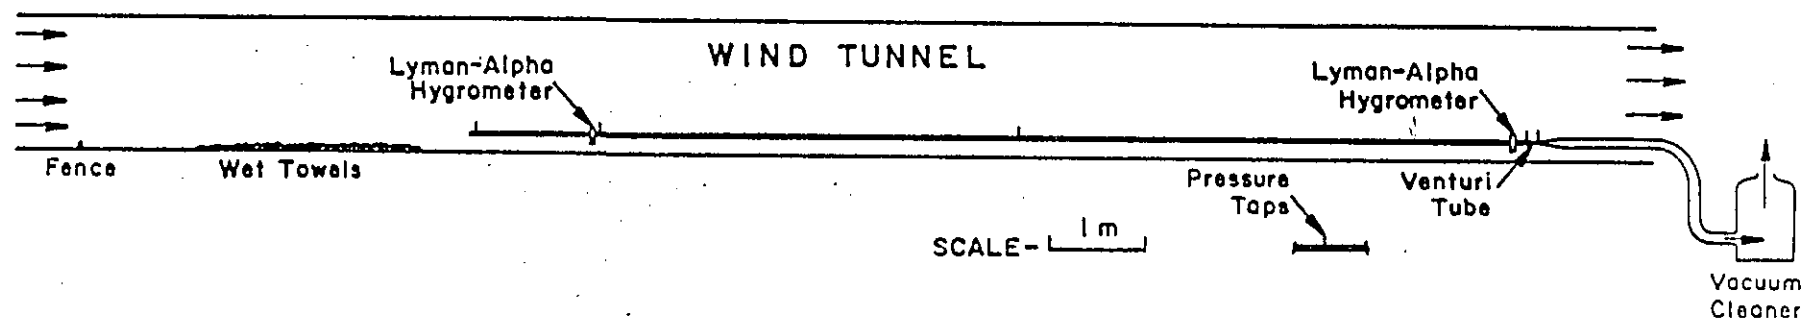 WIND TUNNEL
Lyman-Alpha
Hygrometer
Lyman-Alpha
Hygrometer
Fence
Wet Towels
Pressure
Taps
Venturi
Tube
SCALE- 1 m
Vacuum
Cleaner